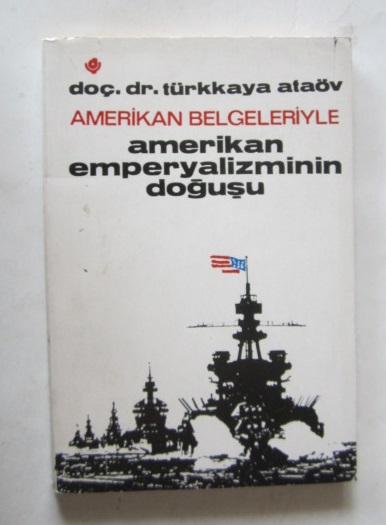 doç. dr. türkkaya ataöv
AMERİKAN BELGELERİYLE
amerikan
emperyalizminin
doğuşu